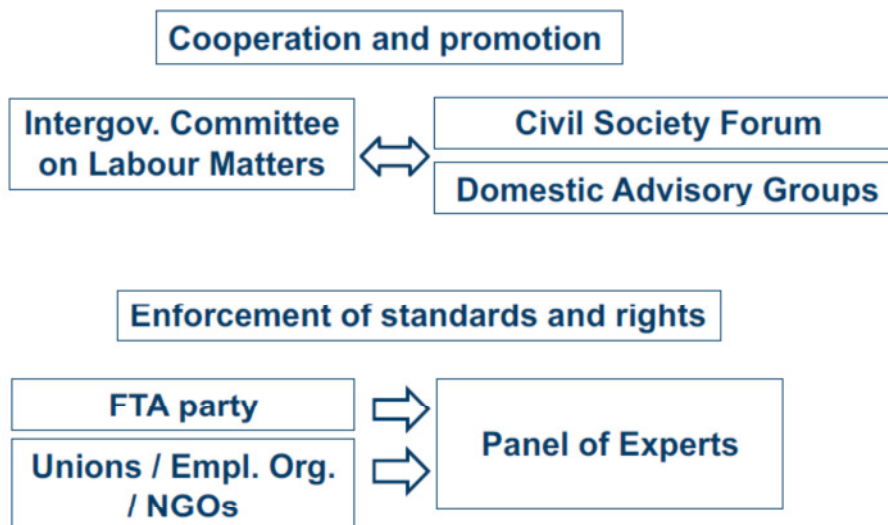 Cooperation and promotion
Intergov. Committee
on Labour Matters
Civil Society Forum
Domestic Advisory Groups
Enforcement of standards and rights
FTA party
Unions / Empl. Org.
/ NGOs
Panel of Experts